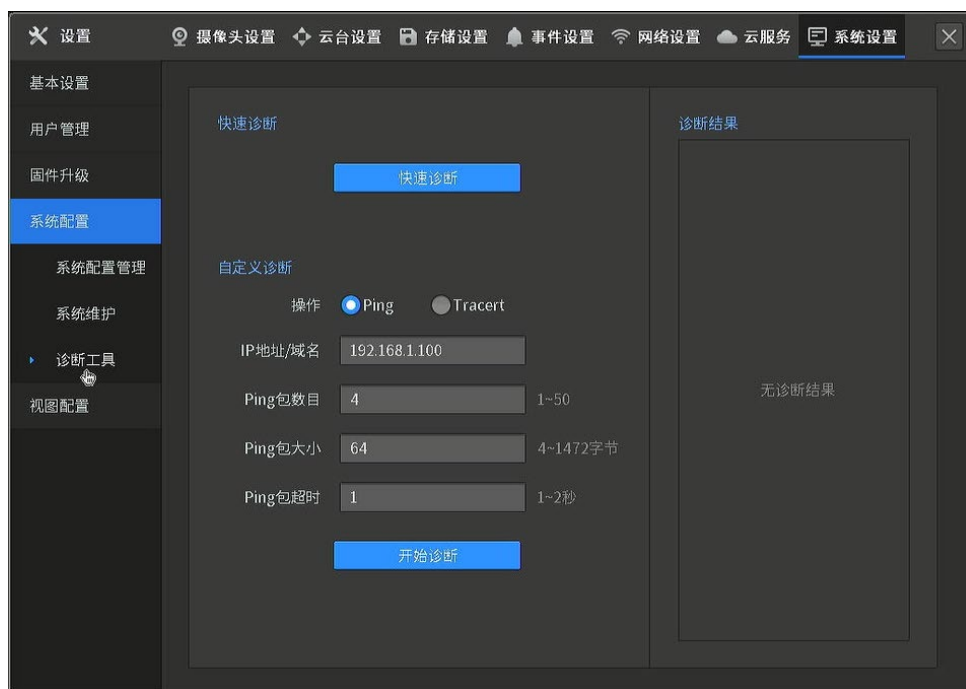 设置 摄像头设置 云台设置 存储设置 事件设置 网络设置 云服务 系统设置
基本设置
用户管理
固件升级
系统配置
系统配置管理
系统维护
诊断工具
视图配置
快速诊断
快速诊断
自定义诊断
操作 Ping Tracert
IP地址/域名 192.168.1.100
Ping包数目 4 1~50
Ping包大小 64 4~1472字节
Ping包超时 1 1~2秒
开始诊断
诊断结果
无诊断结果